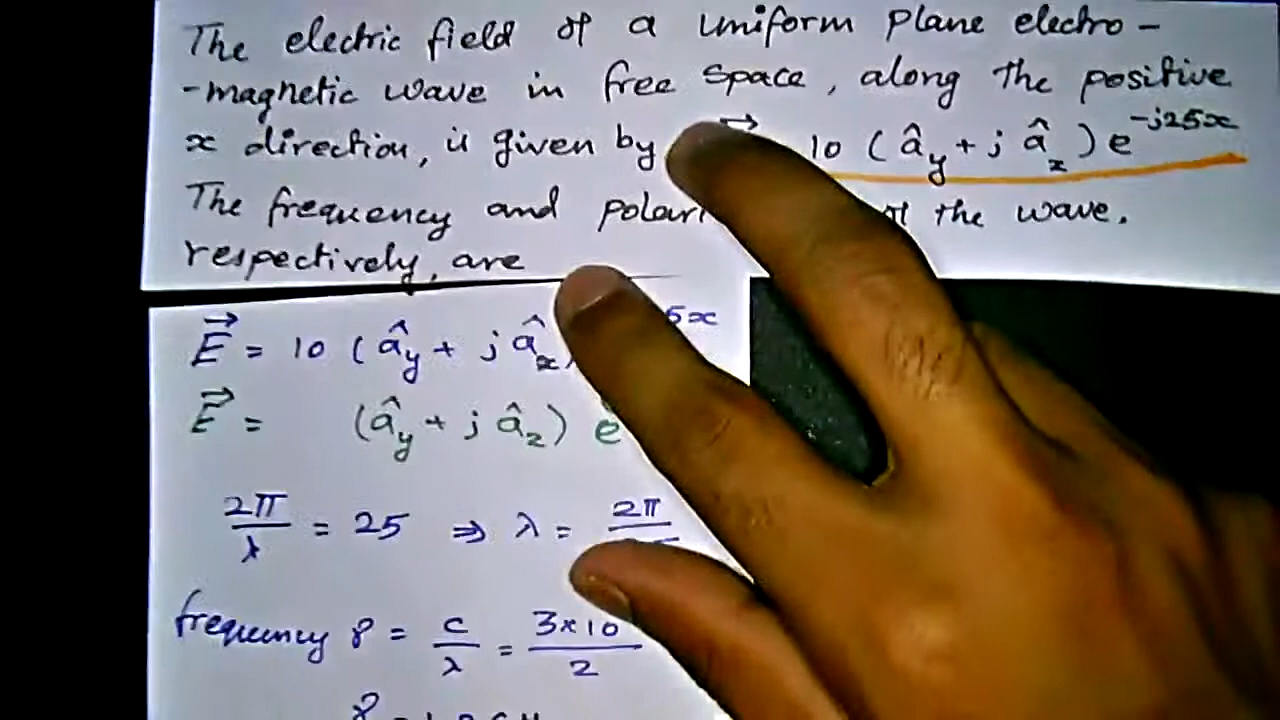 The electric field of a uniform plane electro-
-magnetic wave in free space, along the positive
x direction, is given by 10 (ây + j âz) e^-j25x
The frequency and the wave.
respectively, are
E⃗ = 10 (ây + j âx 5x
E⃗ = (ây + j âz) e
2π/λ = 25 ⇒ λ = 2π
frequency f = c/λ = 3×10/2